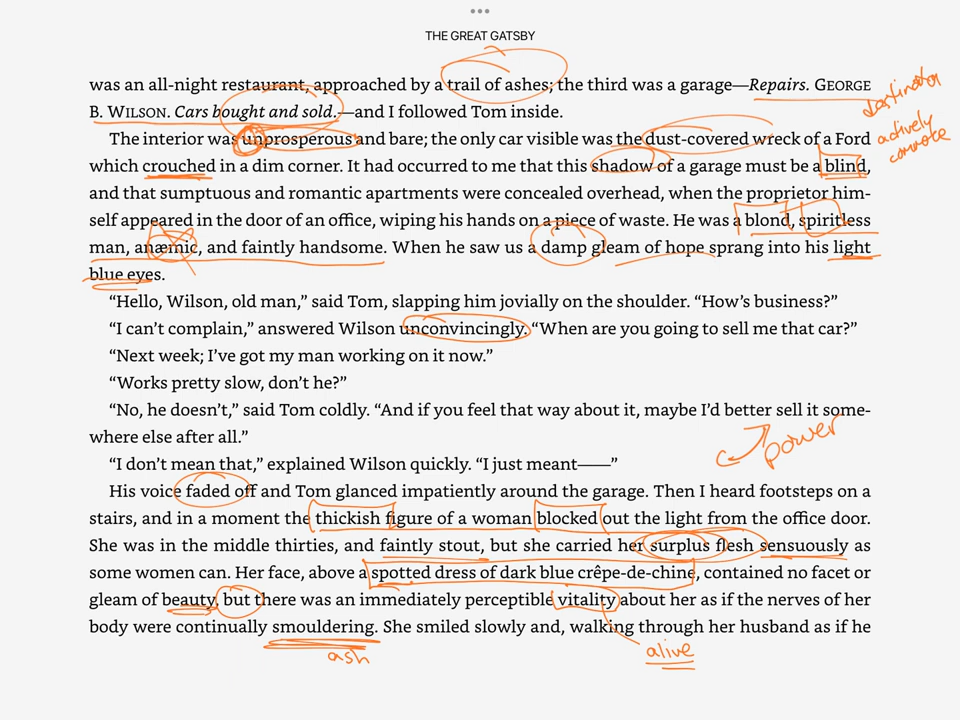 THE GREAT GATSBY
was an all-night restaurant, approached by a trail of ashes; the third was a garage—Repairs. GEORGE
B. WILSON. Cars bought and sold.—and I followed Tom inside.
The interior was unprosperous and bare; the only car visible was the dust-covered wreck of a Ford
which crouched in a dim corner. It had occurred to me that this shadow of a garage must be a blind,
and that sumptuous and romantic apartments were concealed overhead, when the proprietor him-
self appeared in the door of an office, wiping his hands on a piece of waste. He was a blond, spiritless
man, anæmic, and faintly handsome. When he saw us a damp gleam of hope sprang into his light
blue eyes.
“Hello, Wilson, old man,” said Tom, slapping him jovially on the shoulder. “How’s business?”
“I can’t complain,” answered Wilson unconvincingly. “When are you going to sell me that car?”
“Next week; I’ve got my man working on it now.”
“Works pretty slow, don’t he?”
“No, he doesn’t,” said Tom coldly. “And if you feel that way about it, maybe I’d better sell it some-
where else after all.”
power
“I don’t mean that,” explained Wilson quickly. “I just meant——”
His voice faded off and Tom glanced impatiently around the garage. Then I heard footsteps on a
stairs, and in a moment the thickish figure of a woman blocked out the light from the office door.
She was in the middle thirties, and faintly stout, but she carried her surplus flesh sensuously as
some women can. Her face, above a spotted dress of dark blue crêpe-de-chine, contained no facet or
gleam of beauty, but there was an immediately perceptible vitality about her as if the nerves of her
body were continually smouldering. She smiled slowly and, walking through her husband as if he
ash
alive
actively